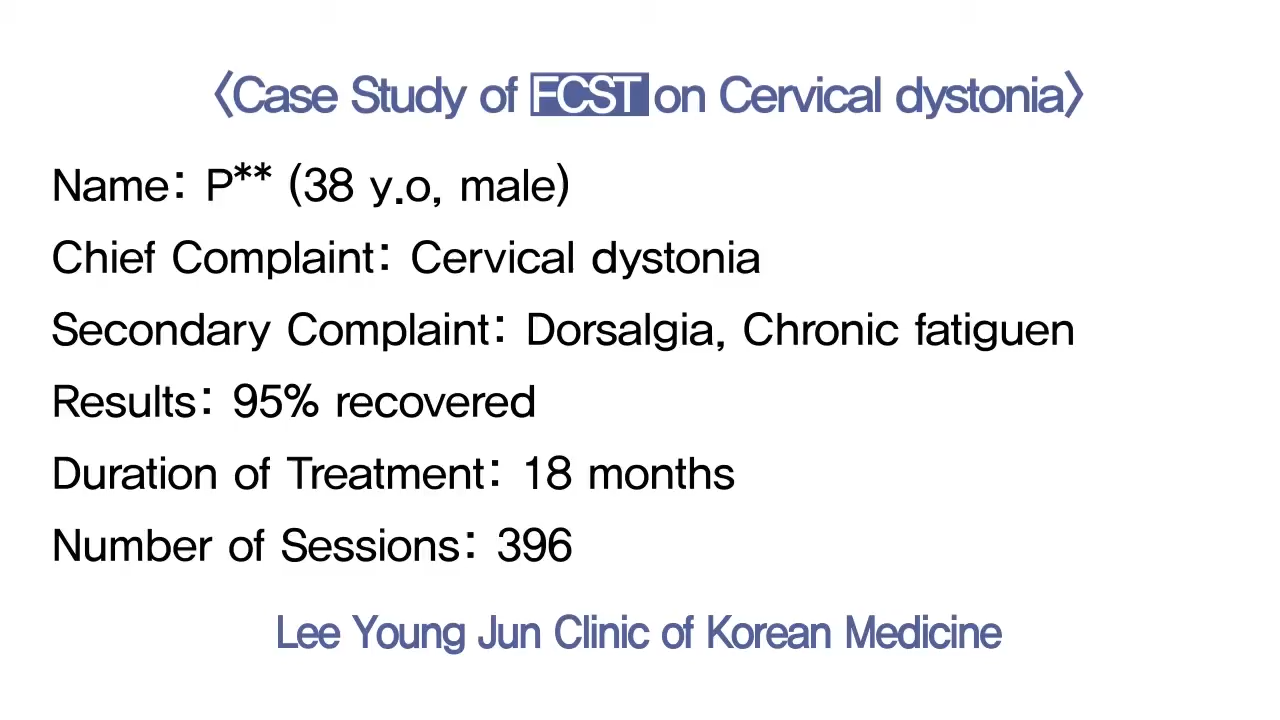 〈Case Study of FCST on Cervical dystonia〉
Name: P** (38 y.o, male)
Chief Complaint: Cervical dystonia
Secondary Complaint: Dorsalgia, Chronic fatiguen
Results: 95% recovered
Duration of Treatment: 18 months
Number of Sessions: 396
Lee Young Jun Clinic of Korean Medicine